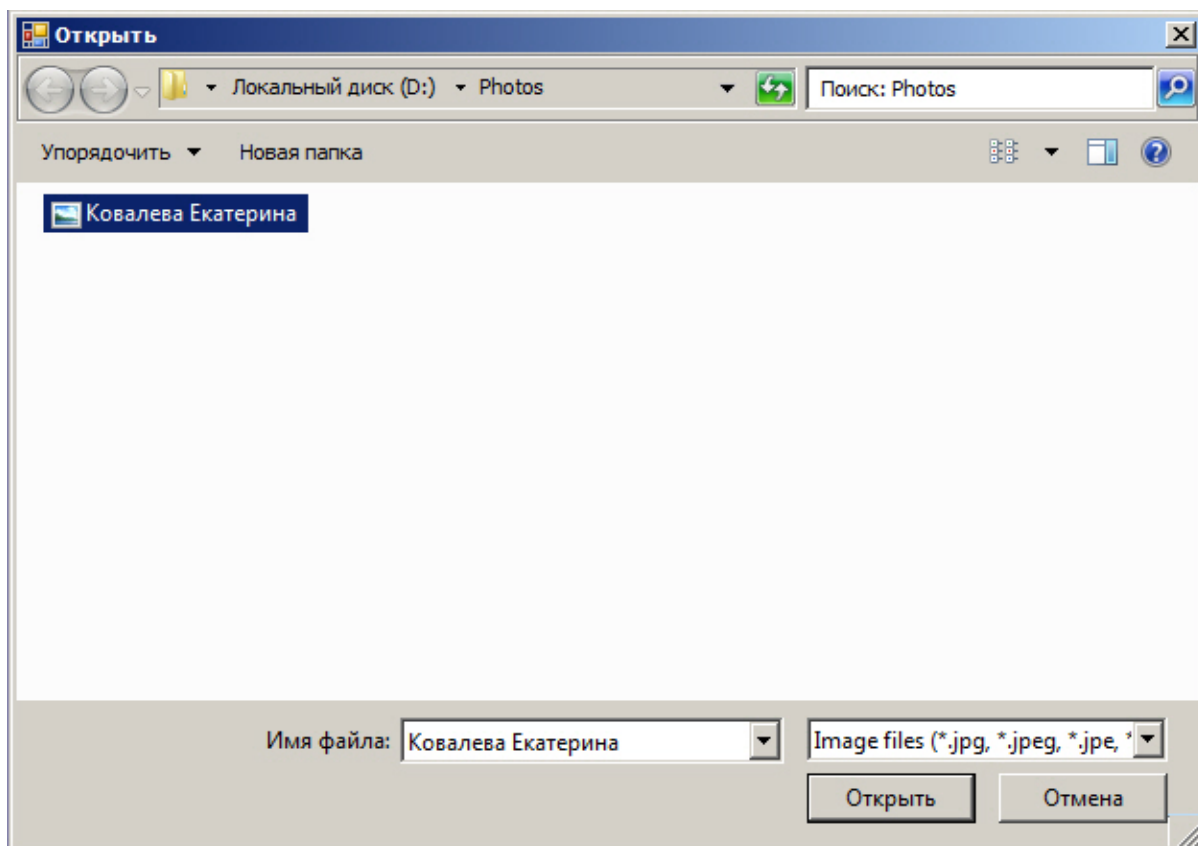 Открыть
Локальный диск (D:) Photos
Поиск: Photos
Упорядочить Новая папка
Ковалева Екатерина
Имя файла: Ковалева Екатерина
Image files (*.jpg, *.jpeg, *.jpe, *
Открыть Отмена